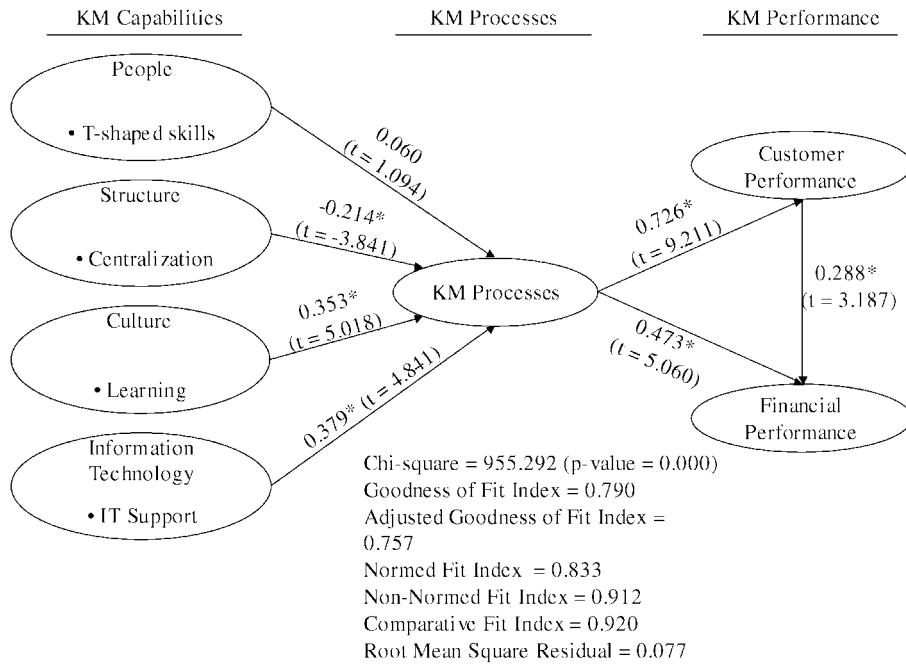 KM Capabilities
KM Processes
KM Performance
People
• T-shaped skills
0.060
(t = 1.094)
Structure
• Centralization
-0.214*
(t = -3.841)
Culture
• Learning
0.353*
(t = 5.018)
Information
Technology
• IT Support
0.379* (t = 4.841)
KM Processes
0.726*
(t = 9.211)
0.473*
(t = 5.060)
Customer
Performance
0.288*
(t = 3.187)
Financial
Performance
Chi-square = 955.292 (p-value = 0.000)
Goodness of Fit Index = 0.790
Adjusted Goodness of Fit Index =
0.757
Normed Fit Index = 0.833
Non-Normed Fit Index = 0.912
Comparative Fit Index = 0.920
Root Mean Square Residual = 0.077